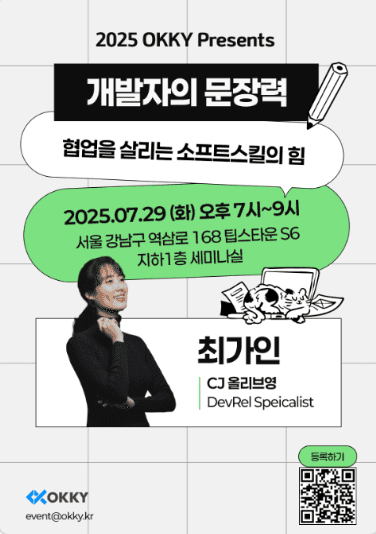 2025 OKKY Presents
개발자의 문장력
협업을 살리는 소프트스킬의 힘
2025.07.29 (화) 오후 7시~9시
서울 강남구 역삼로 168 팁스타운 S6
지하1층 세미나실
최가인
CJ 올리브영
DevRel Speicalist
등록하기
OKKY
event@okky.kr